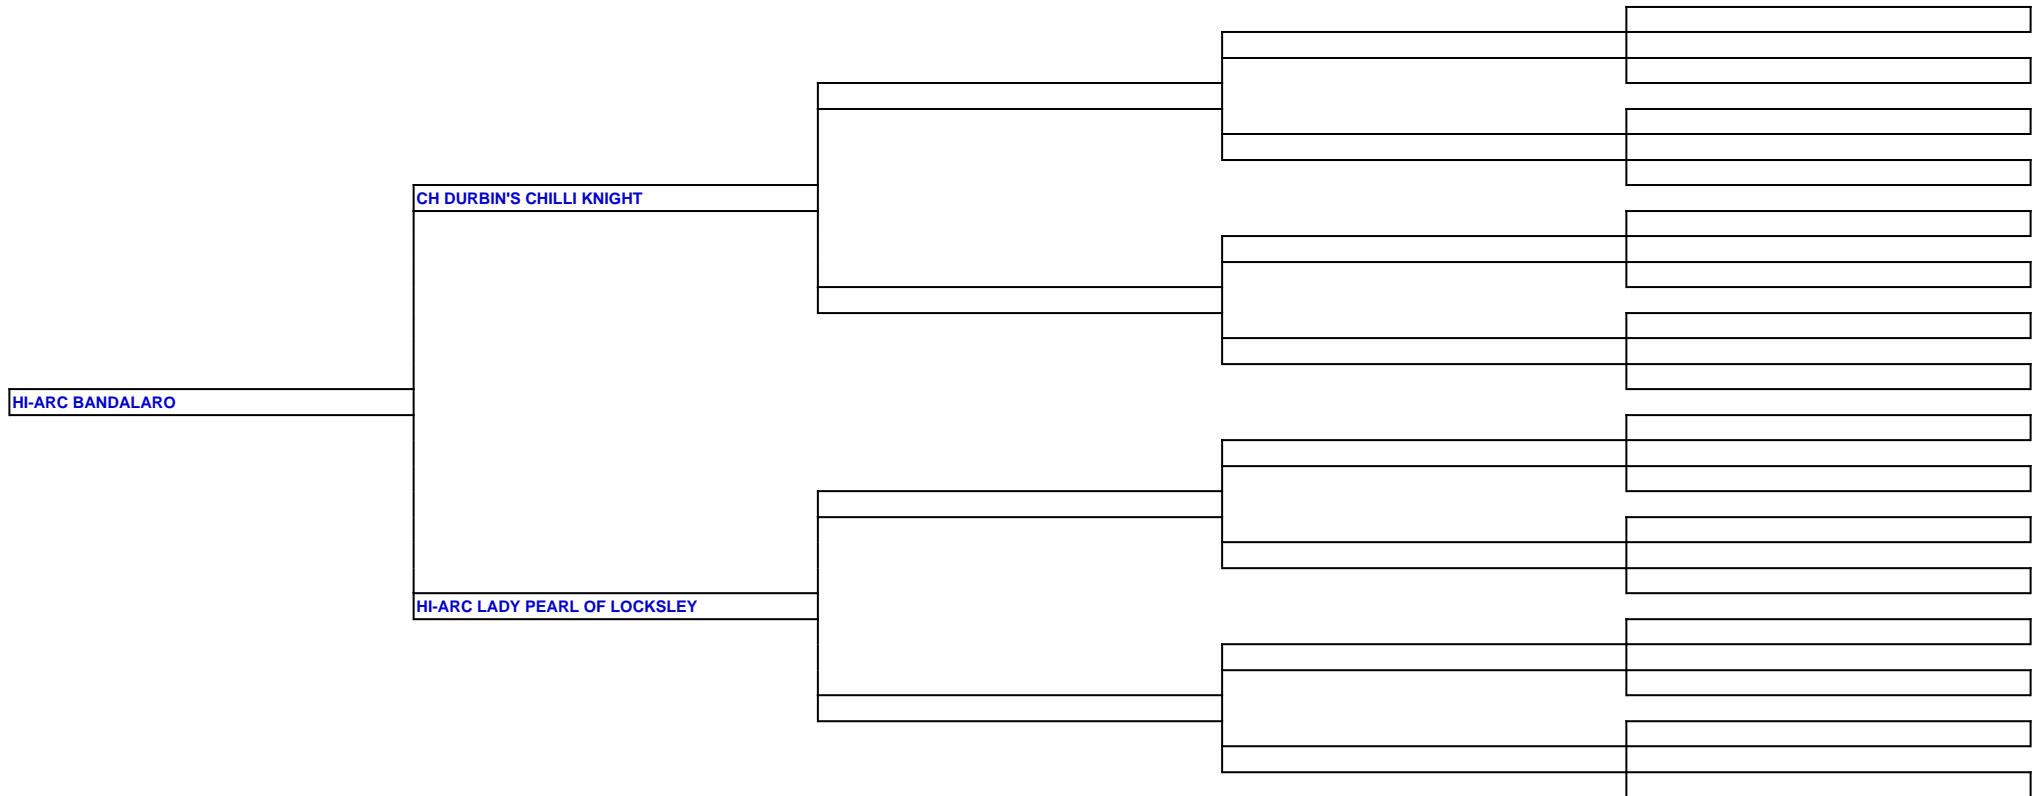 CH DURBIN'S CHILLI KNIGHT
HI-ARC BANDALARO
HI-ARC LADY PEARL OF LOCKSLEY